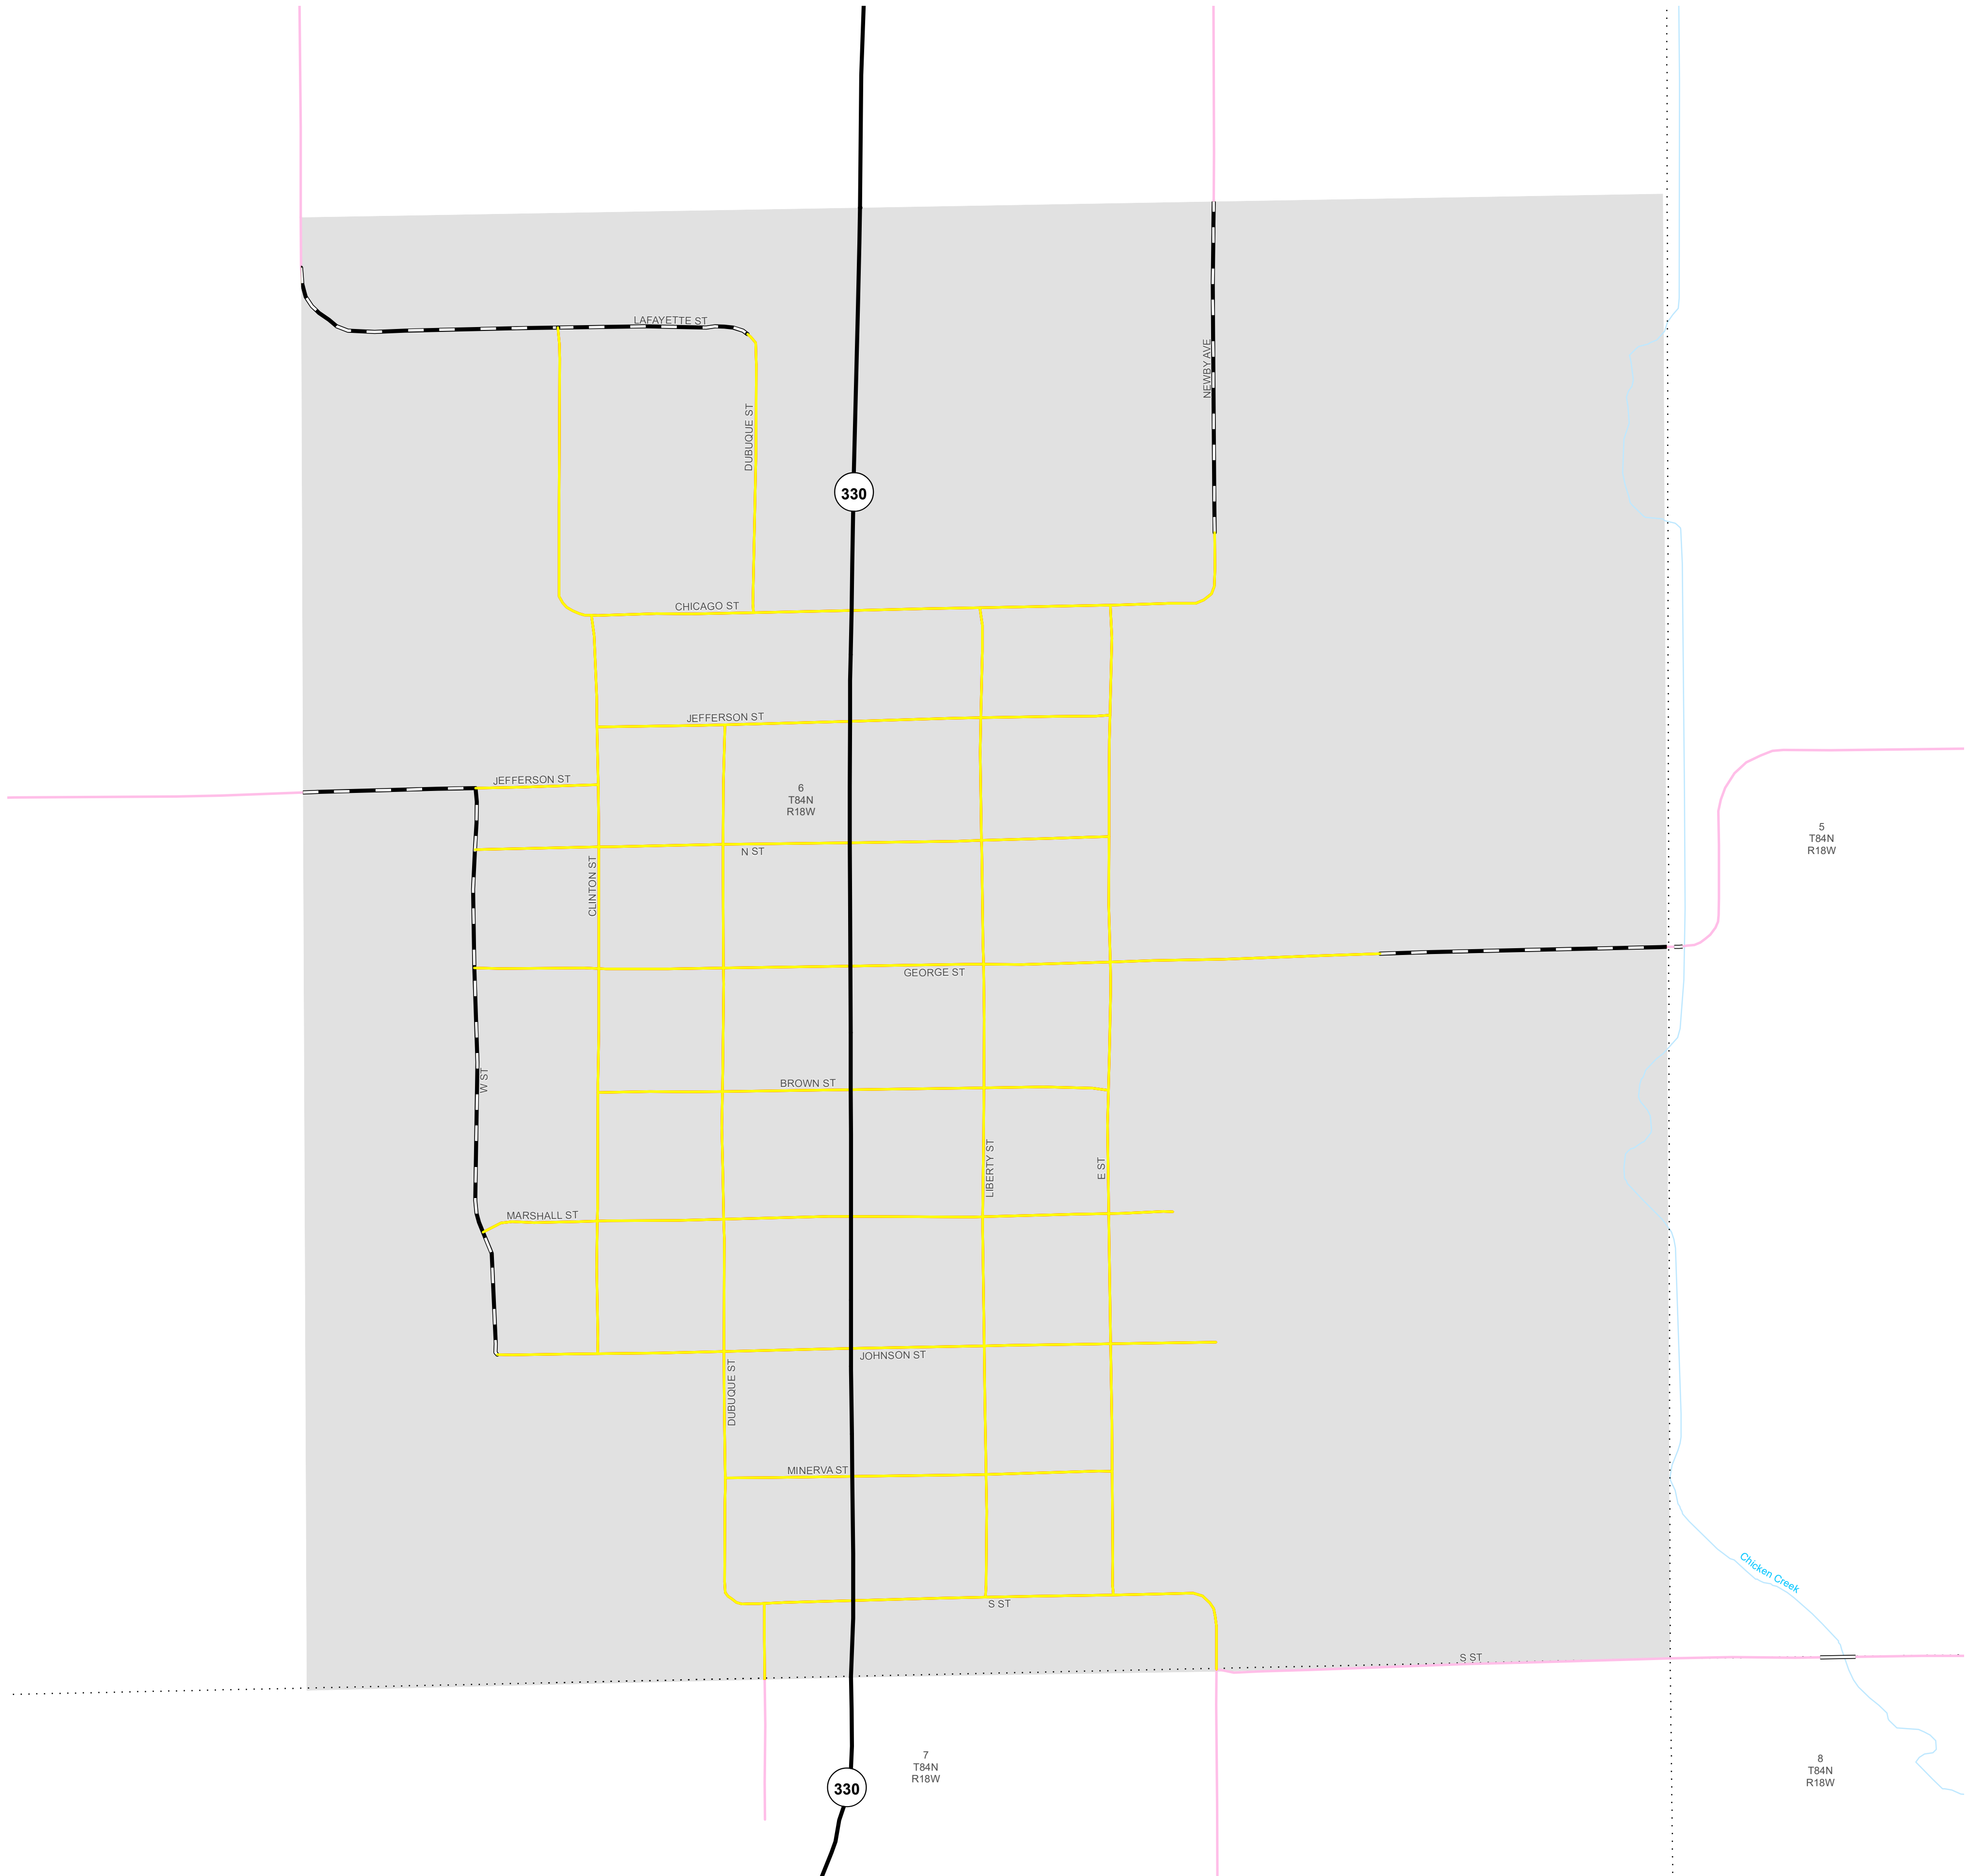 LAFAYETTE ST
NEWBY AVE
DUBUQUE ST
330
CHICAGO ST
JEFFERSON ST
JEFFERSON ST
6
T84N
R18W
5
T84N
R18W
N ST
CLINTON ST
GEORGE ST
W ST
BROWN ST
LIBERTY ST
E ST
MARSHALL ST
JOHNSON ST
DUBUQUE ST
MINERVA ST
Chicken Creek
S ST
S ST
7
T84N
R18W
8
T84N
R18W
330